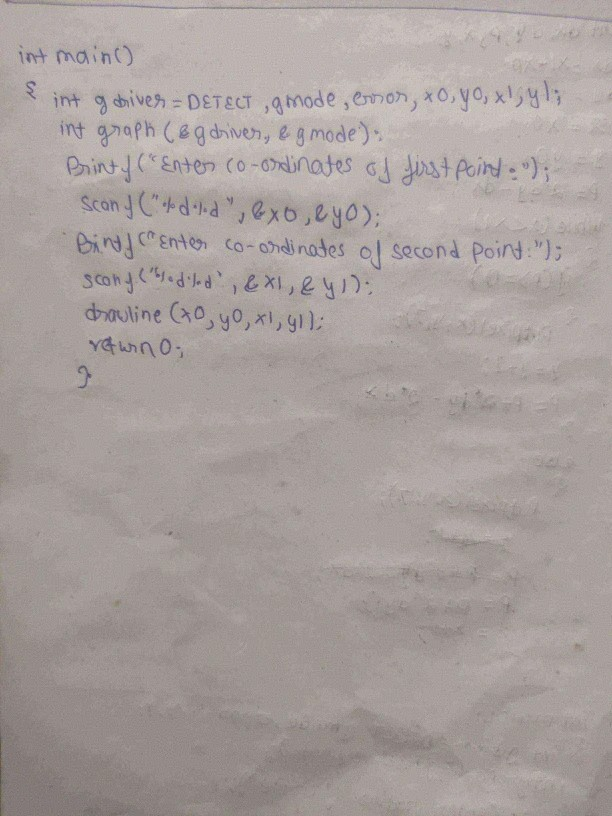 int main()
{ int gdriver = DETECT, gmode, error, x0, y0, x1, y1;
int graph (&gdriver, &gmode);
Printf("Enter co-ordinates of first point:");
scanf("%d%d", &x0, &y0);
Printf("Enter co-ordinates of second point:");
scanf("%d%d", &x1, &y1);
drawline (x0, y0, x1, y1);
return 0;
}